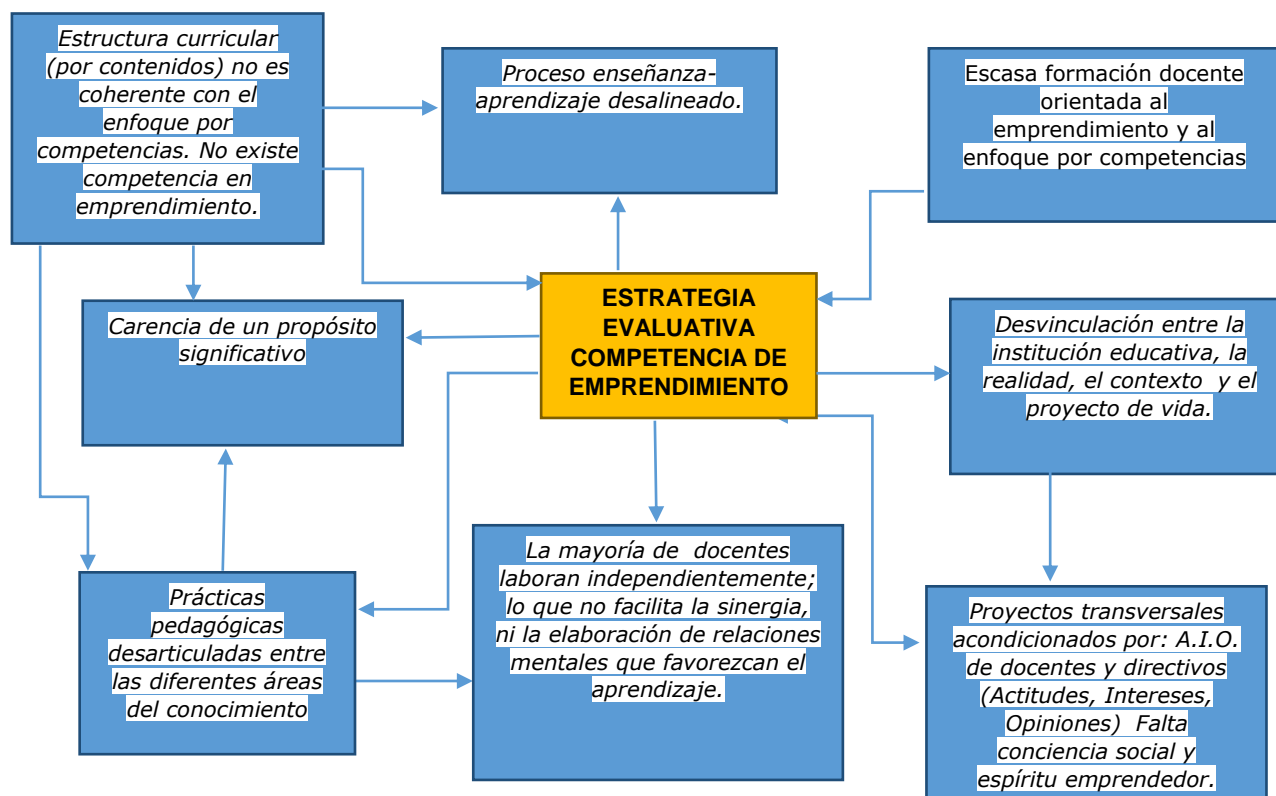 Estructura curricular
(por contenidos) no es
coherente con el
enfoque por
competencias. No existe
competencia en
emprendimiento.
Proceso enseñanza-
aprendizaje desalineado.
Escasa formación docente
orientada al
emprendimiento y al
enfoque por competencias
Carencia de un propósito
significativo
ESTRATEGIA
EVALUATIVA
COMPETENCIA DE
EMPRENDIMIENTO
Desvinculación entre la
institución educativa, la
realidad, el contexto  y el
proyecto de vida.
Prácticas
pedagógicas
desarticuladas entre
las diferentes áreas
del conocimiento
La mayoría de  docentes
laboran independientemente;
lo que no facilita la sinergia,
ni la elaboración de relaciones
mentales que favorezcan el
aprendizaje.
Proyectos transversales
acondicionados por: A.I.O.
de docentes y directivos
(Actitudes, Intereses,
Opiniones)  Falta
conciencia social y
espíritu emprendedor.